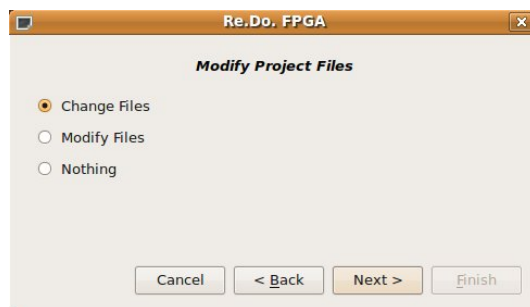 Re.Do. FPGA
Modify Project Files
Change Files
Modify Files
Nothing
Cancel < Back Next > Finish